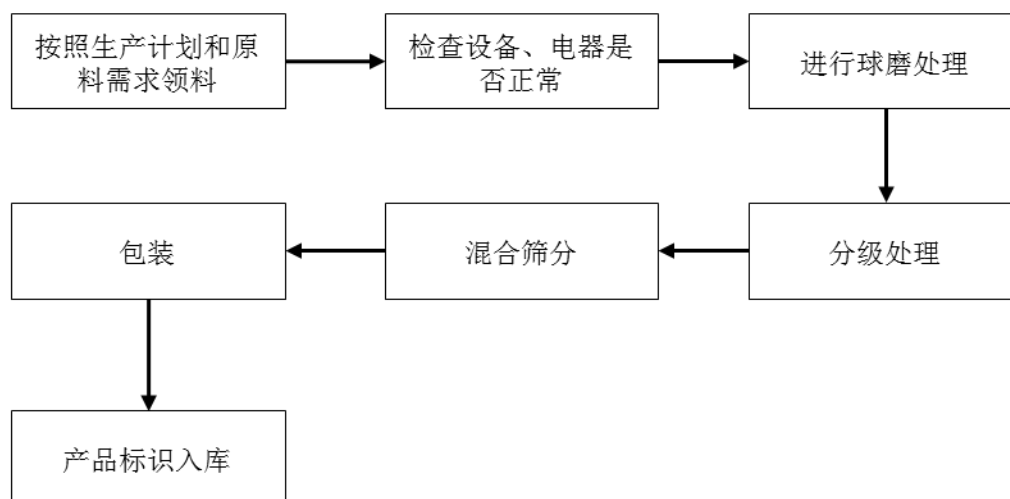 按照生产计划和原
料需求领料
检查设备、电器是
否正常
进行球磨处理
分级处理
混合筛分
包装
产品标识入库